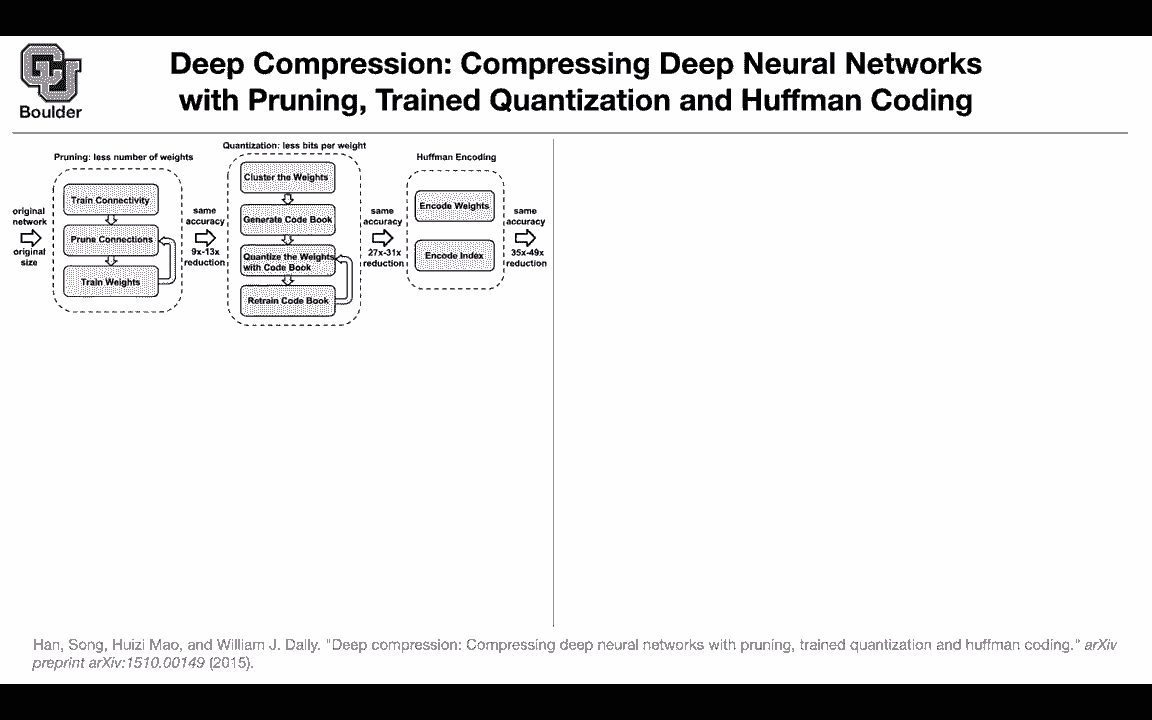 Deep Compression: Compressing Deep Neural Networks
with Pruning, Trained Quantization and Huffman Coding
CU
Boulder
Pruning: less number of weights
Train Connectivity
Prune Connections
Train Weights
original
network
original
size
same
accuracy
9x-13x
reduction
Quantization: less bits per weight
Cluster the Weights
Generate Code Book
Quantize the Weights
with Code Book
Retrain Code Book
same
accuracy
27x-31x
reduction
Huffman Encoding
Encode Weights
Encode Index
same
accuracy
35x-49x
reduction
Han, Song, Huizi Mao, and William J. Dally. "Deep compression: Compressing deep neural networks with pruning, trained quantization and huffman coding." arXiv
preprint arXiv:1510.00149 (2015).